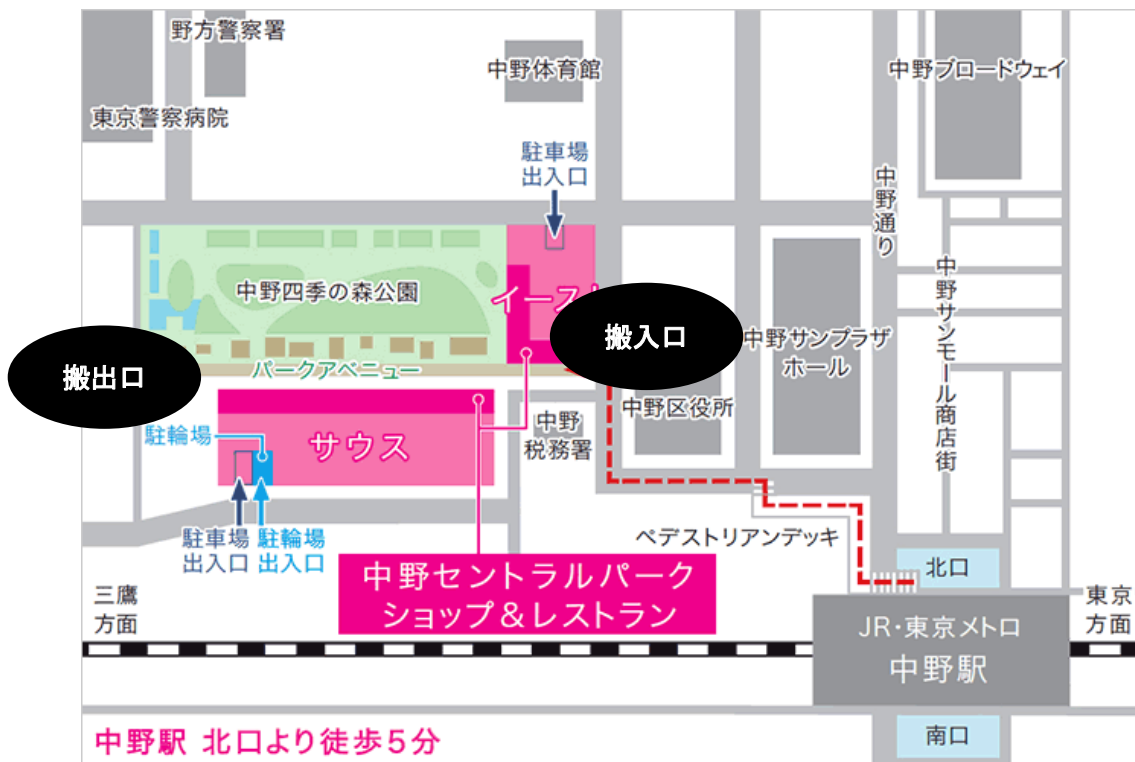 野方警察署
中野体育館
中野ブロードウェイ
東京警察病院
駐車場
出入口
中野通り
中野四季の森公園
イースト
搬入口
中野サンプラザ
ホール
中野サンモール商店街
搬出口
パークアベニュー
中野区役所
中野
税務署
駐輪場
サウス
駐車場
出入口
駐輪場
出入口
ペデストリアンデッキ
中野セントラルパーク
ショップ&レストラン
北口
三鷹
方面
東京
方面
JR・東京メトロ
中野駅
南口
中野駅 北口より徒歩5分